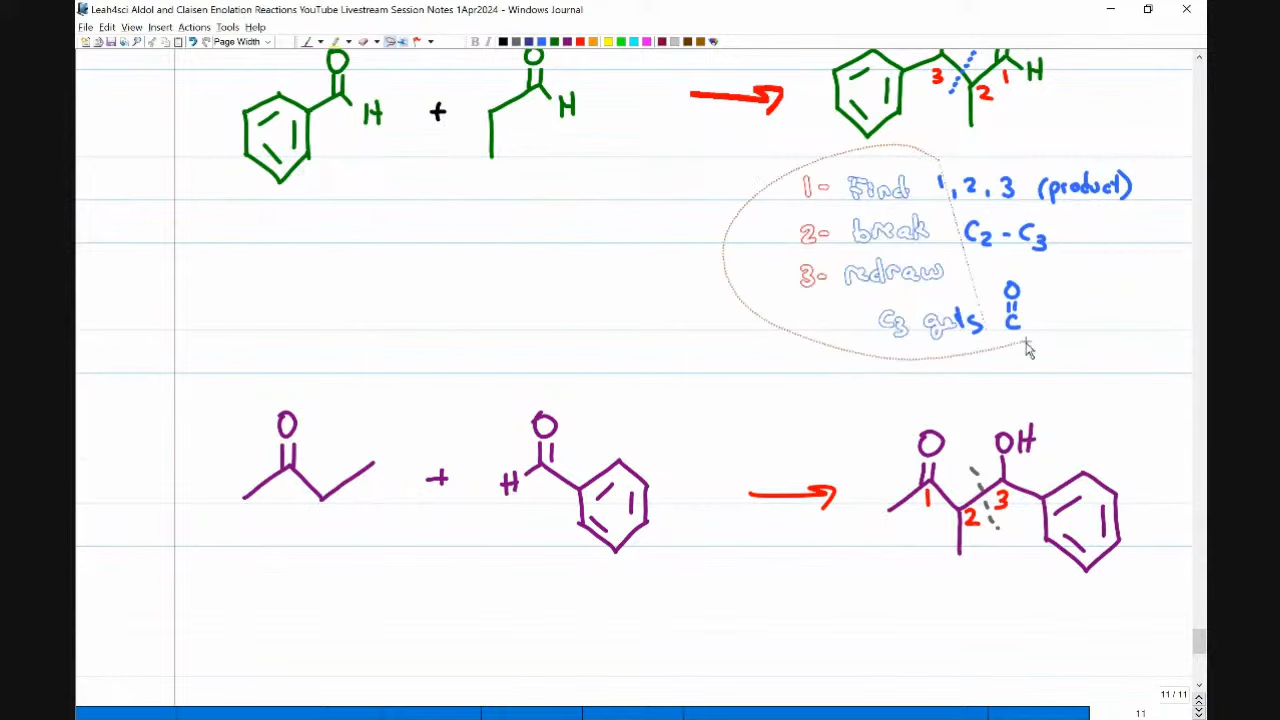 Leah4sci Aldol and Claisen Enolation Reactions YouTube Livestream Session Notes 1Apr2024 - Windows Journal
File Edit View Insert Actions Tools Help
Page Width
B I
O H + O H 3 2 1 H
1- Find 1, 2, 3 (product)
2- break C2 - C3
3- redraw
C3 gets O
C
O + O H O OH
1 2 3
11 / 11
11